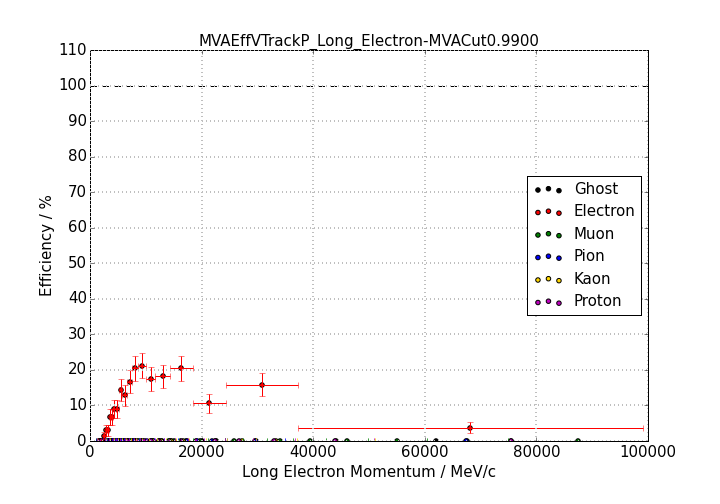 MVAEffVTrackP_Long_Electron-MVACut0.9900
110
100
90
80
70
60
50
40
30
20
10
0
Efficiency / %
Ghost
Electron
Muon
Pion
Kaon
Proton
0 20000 40000 60000 80000 100000
Long Electron Momentum / MeV/c